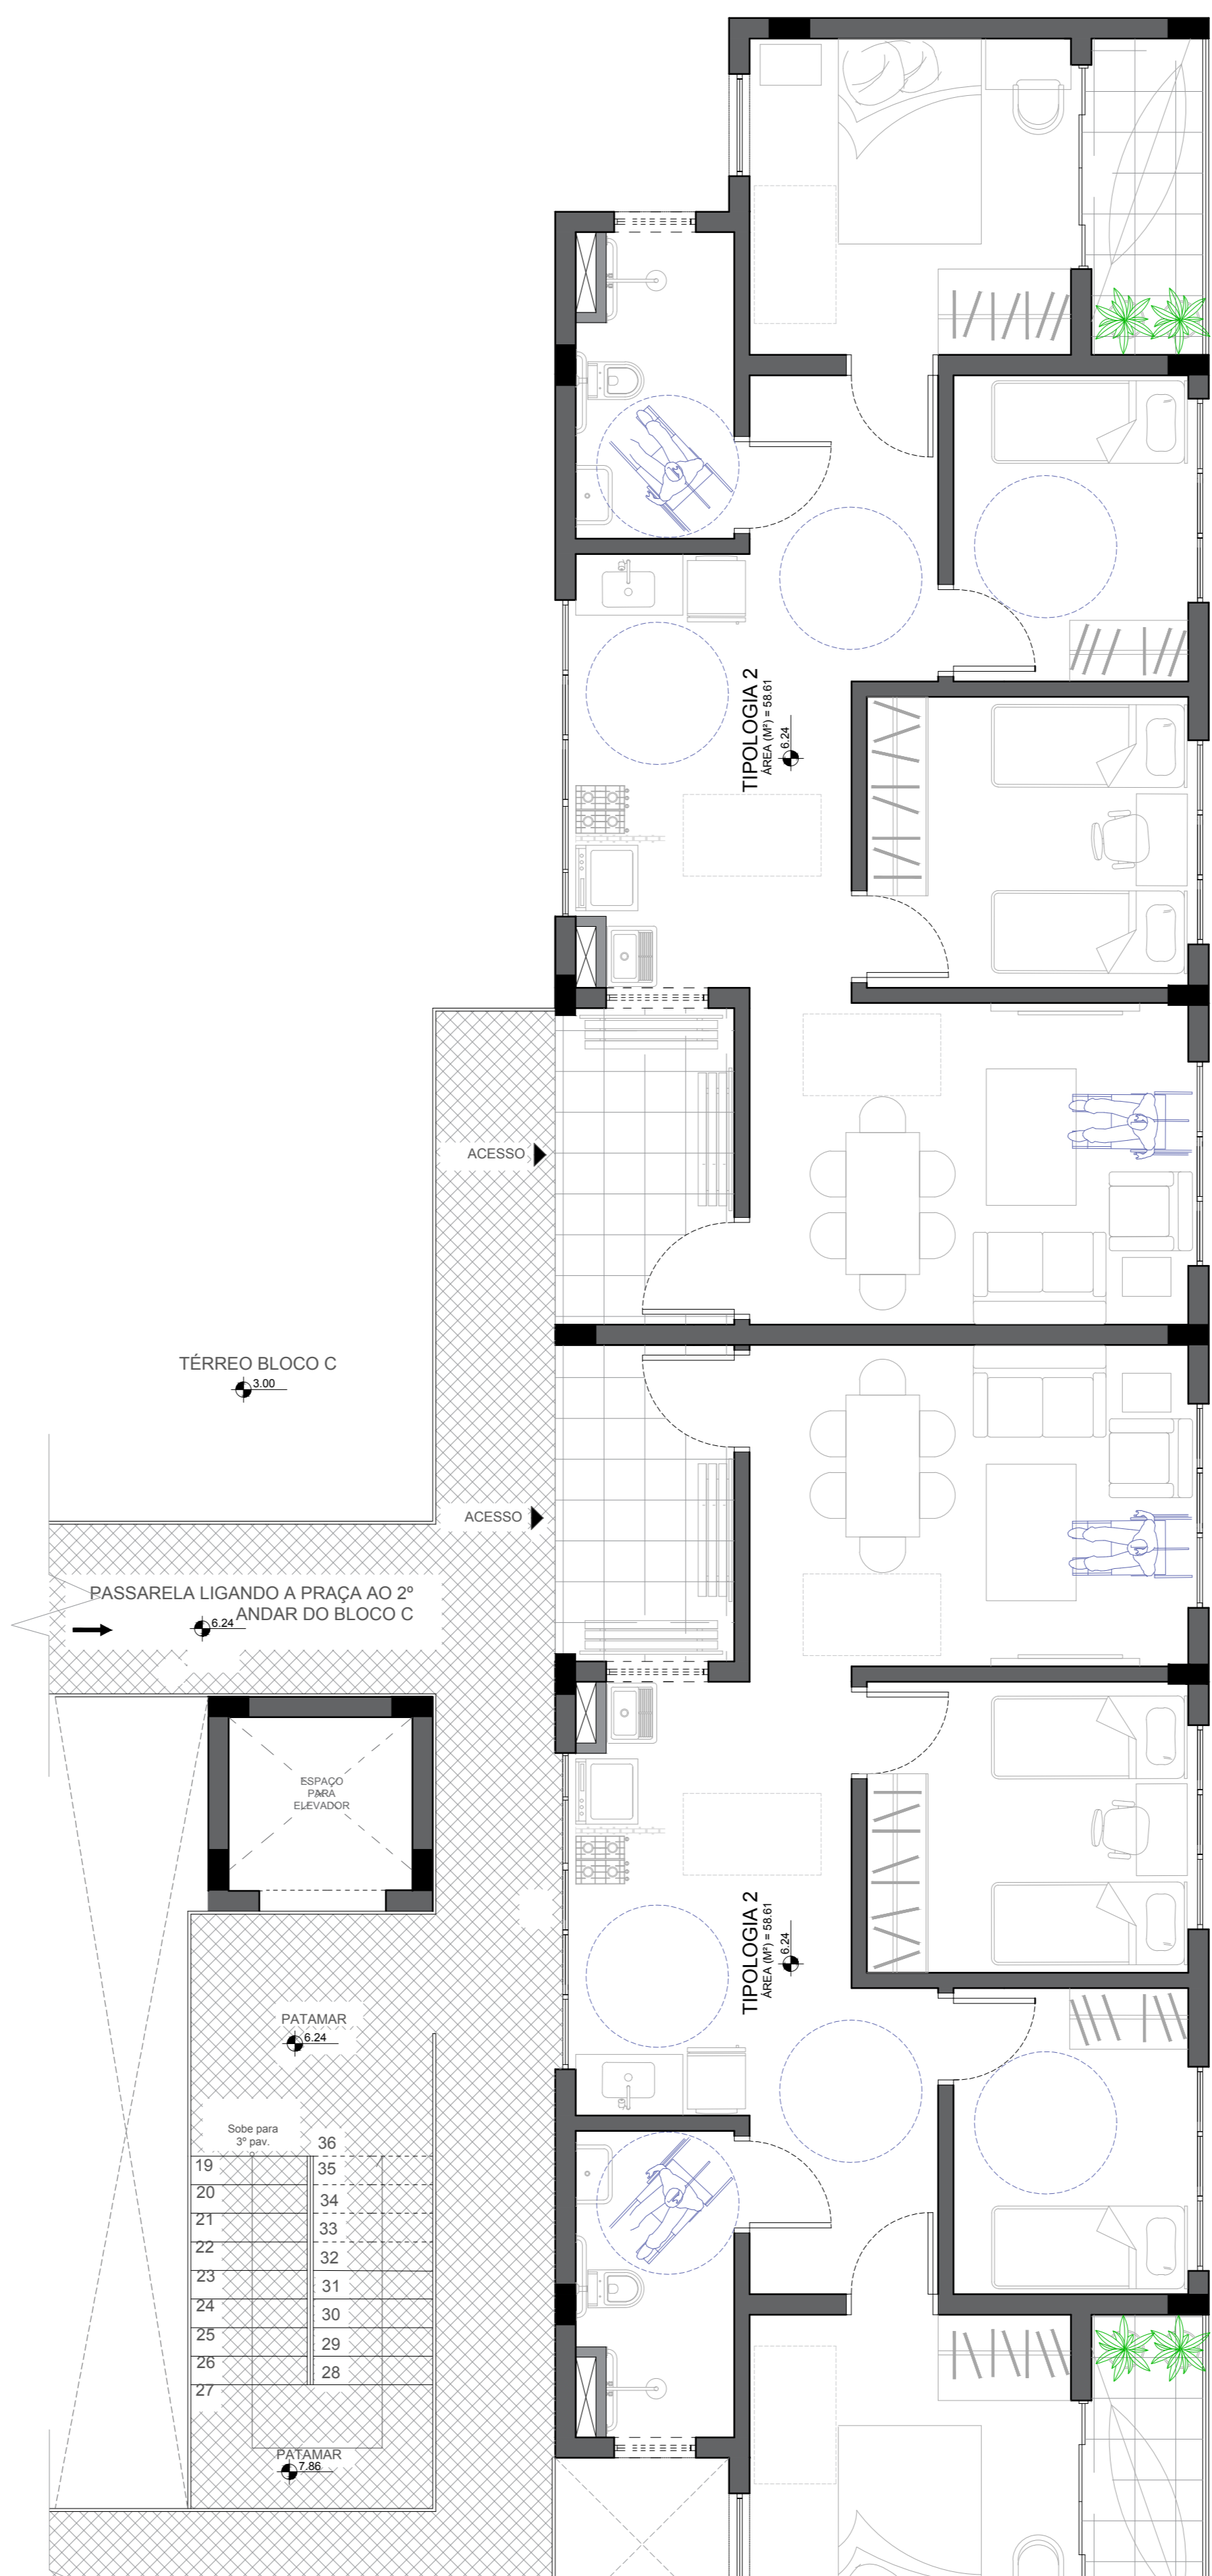 TIPOLOGIA 2
ÁREA (M²) = 58.61
6.24
ACESSO
TÉRREO BLOCO C
3.00
ACESSO
PASSARELA LIGANDO A PRAÇA AO 2º
ANDAR DO BLOCO C
6.24
ESPAÇO
PARA
ELEVADOR
TIPOLOGIA 2
ÁREA (M²) = 58.61
6.24
PATAMAR
6.24
Sobe para
3º pav.
36
19
35
20
34
21
33
22
32
23
31
24
30
25
29
26
28
27
PATAMAR
7.86